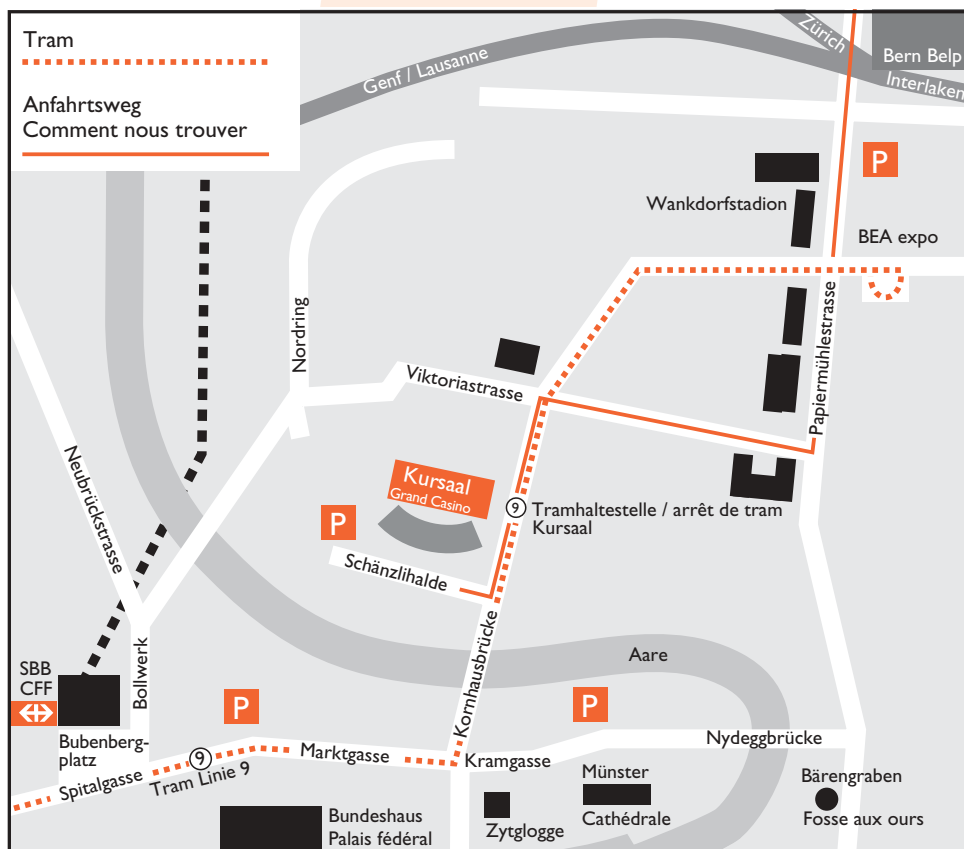 Tram
Anfahrtsweg
Comment nous trouver
Genf / Lausanne
Zürich
Bern Belp
Interlaken
P
Wankdorfstadion
BEA expo
Nordring
Viktoriastrasse
Papiermühlestrasse
Neubrückstrasse
Kursaal
Grand Casino
P
9
Tramhaltestelle / arrêt de tram
Kursaal
Schänzlihalde
Kornhausbrücke
Aare
SBB
CFF
Bollwerk
P
P
Bubenberg-
platz
9
Marktgasse
Kramgasse
Nydeggbrücke
Spitalgasse
Tram Linie 9
Münster
Cathédrale
Bärengraben
Fosse aux ours
Bundeshaus
Palais fédéral
Zytglogge